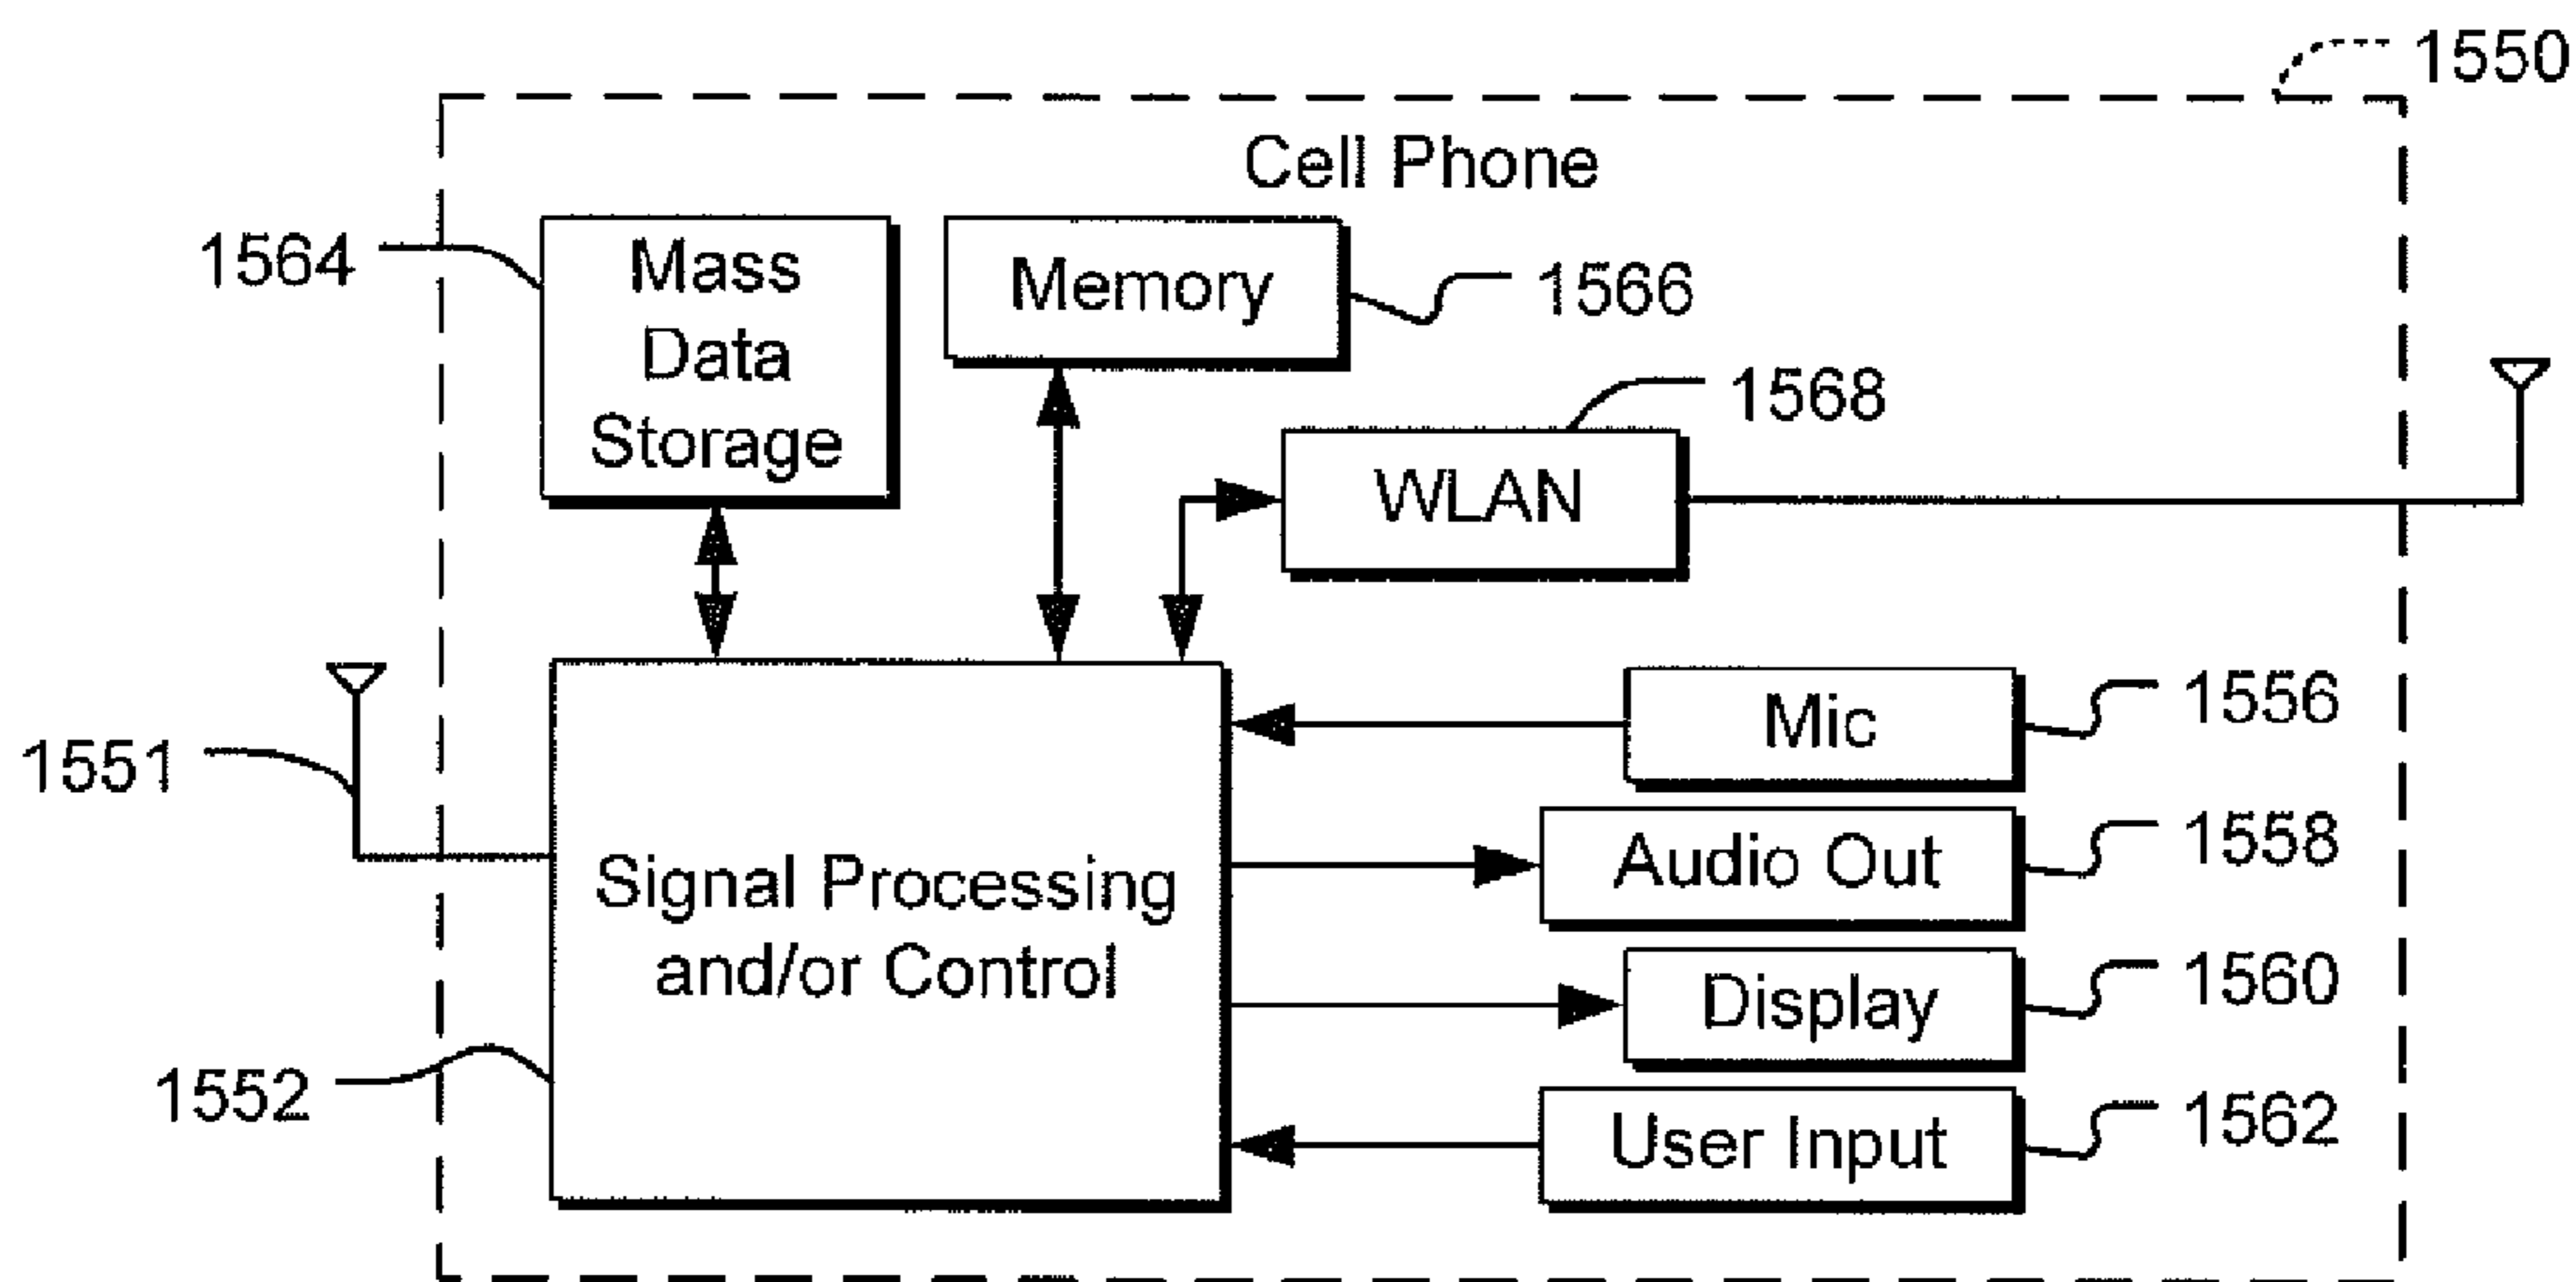 1550
Cell Phone
1564
Mass
Data
Storage
Memory
1566
1568
WLAN
1551
1552
Signal Processing
and/or Control
Mic
1556
Audio Out
1558
Display
1560
User Input
1562